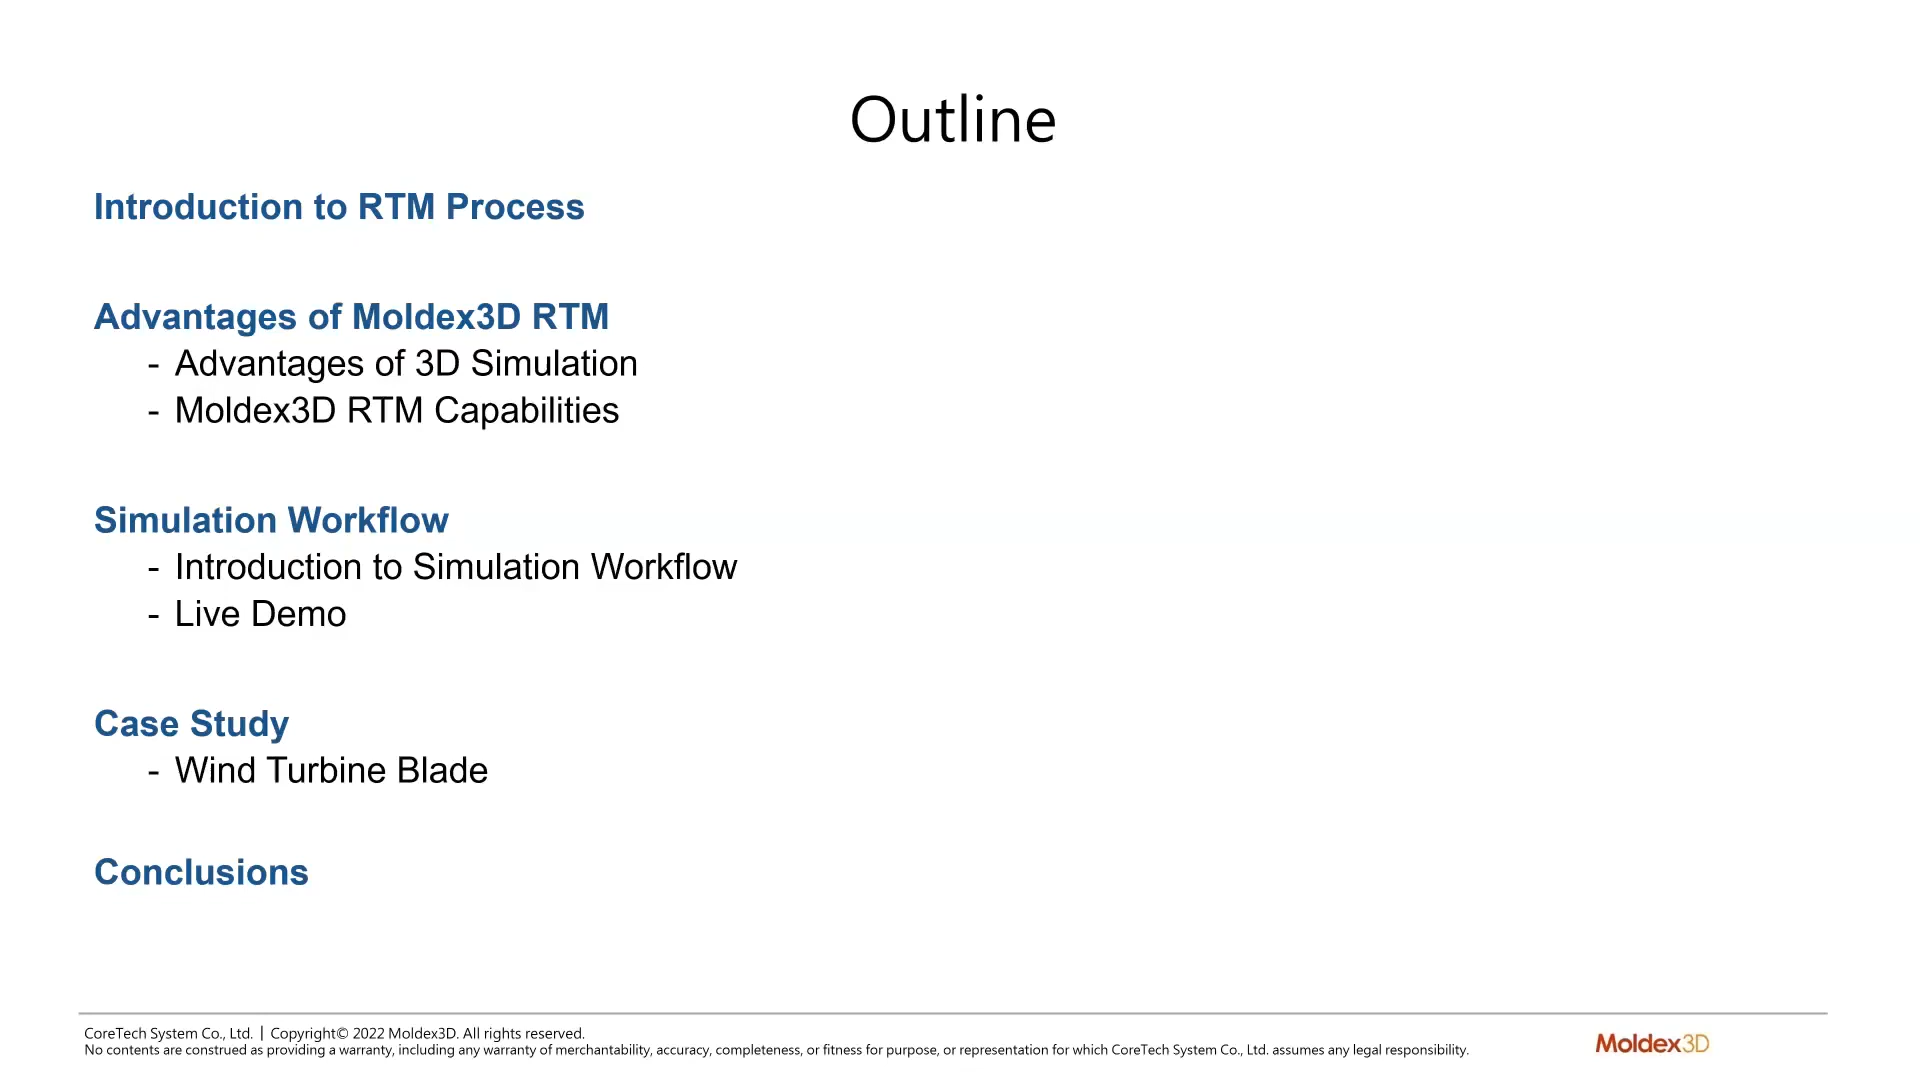 Outline
Introduction to RTM Process
Advantages of Moldex3D RTM
- Advantages of 3D Simulation
- Moldex3D RTM Capabilities
Simulation Workflow
- Introduction to Simulation Workflow
- Live Demo
Case Study
- Wind Turbine Blade
Conclusions
CoreTech System Co., Ltd. | Copyright© 2022 Moldex3D. All rights reserved.
No contents are construed as providing a warranty, including any warranty of merchantability, accuracy, completeness, or fitness for purpose, or representation for which CoreTech System Co., Ltd. assumes any legal responsibility.
Moldex3D